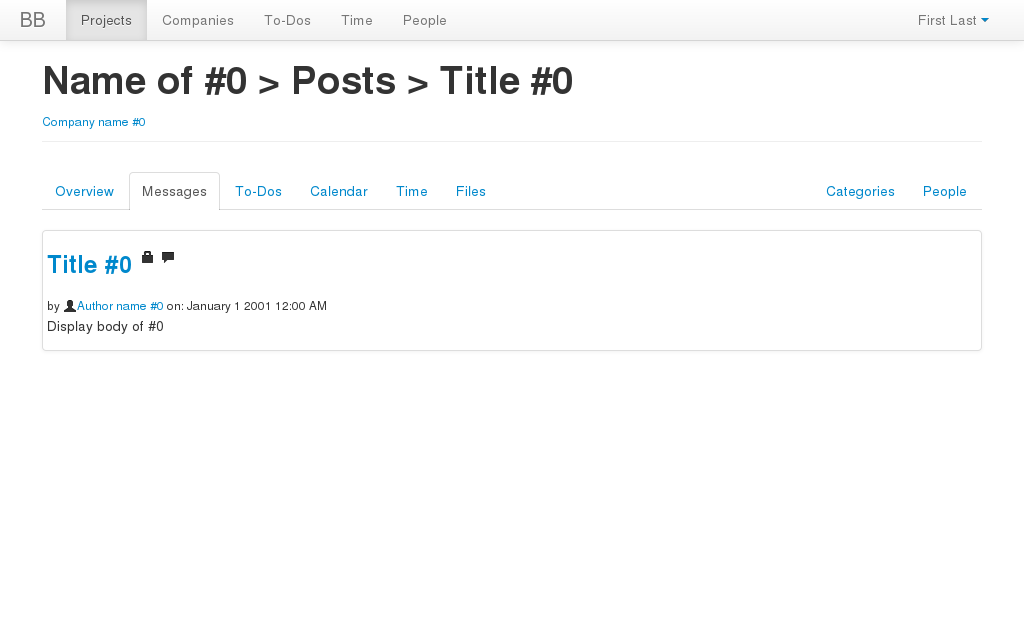 BB Projects Companies To-Dos Time People First Last
Name of #0 > Posts > Title #0
Company name #0
Overview Messages To-Dos Calendar Time Files Categories People
Title #0
by Author name #0 on: January 1 2001 12:00 AM
Display body of #0